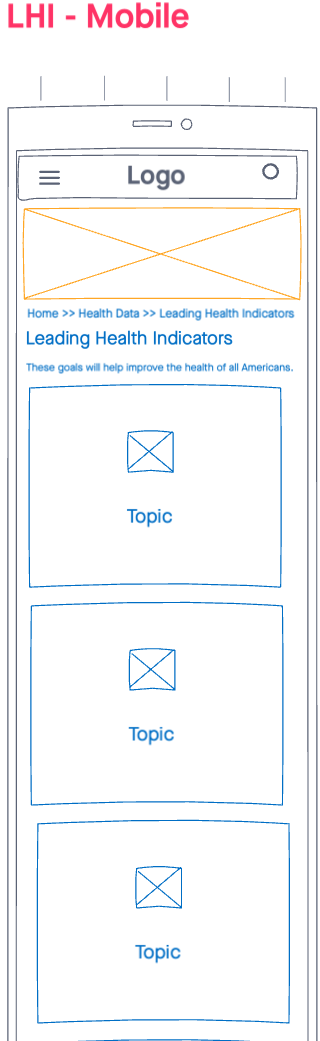 LHI - Mobile
Logo
Home >> Health Data >> Leading Health Indicators
Leading Health Indicators
These goals will help improve the health of all Americans.
Topic
Topic
Topic